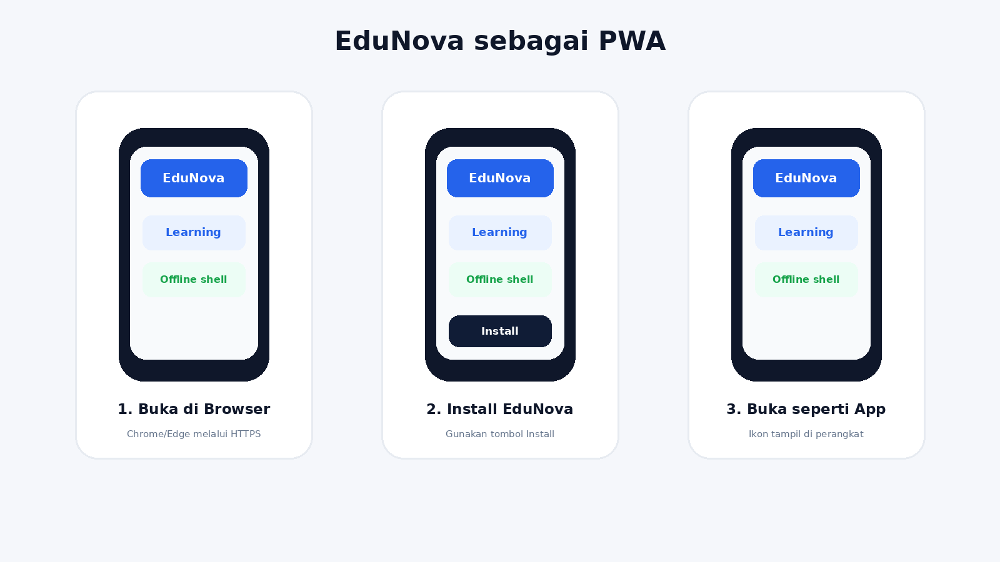 EduNova sebagai PWA
EduNova
Learning
Offline shell
1. Buka di Browser
Chrome/Edge melalui HTTPS
EduNova
Learning
Offline shell
Install
2. Install EduNova
Gunakan tombol Install
EduNova
Learning
Offline shell
3. Buka seperti App
Ikon tampil di perangkat